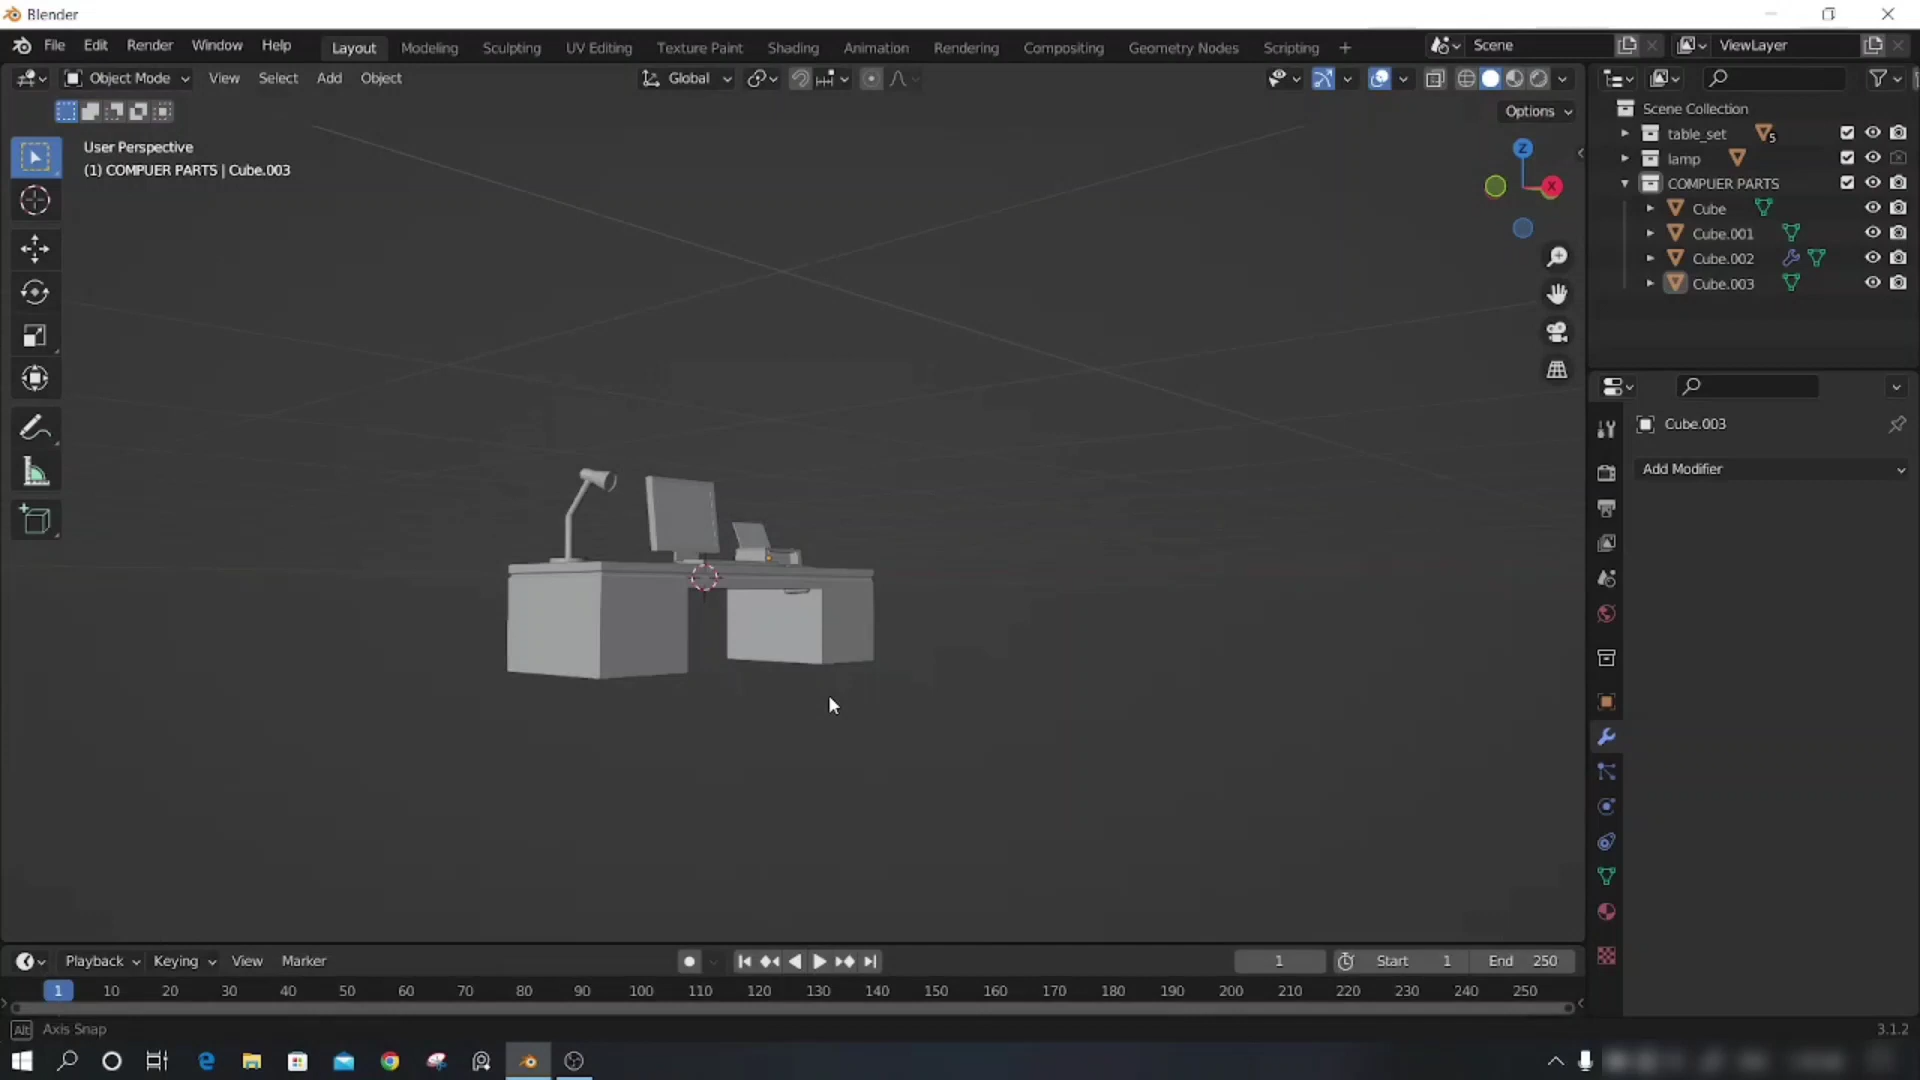 Blender
File Edit Render Window Help Layout Modeling Sculpting UV Editing Texture Paint Shading Animation Rendering Compositing Geometry Nodes Scripting + Scene ViewLayer
Object Mode View Select Add Object Global
Options
User Perspective
(1) COMPUER PARTS | Cube.003
Z
X
Scene Collection
table_set 5
lamp
COMPUER PARTS
Cube
Cube.001
Cube.002
Cube.003
Cube.003
Add Modifier
Playback Keying View Marker 1 Start 1 End 250
1 10 20 30 40 50 60 70 80 90 100 110 120 130 140 150 160 170 180 190 200 210 220 230 240 250
Alt Axis Snap 3.1.2